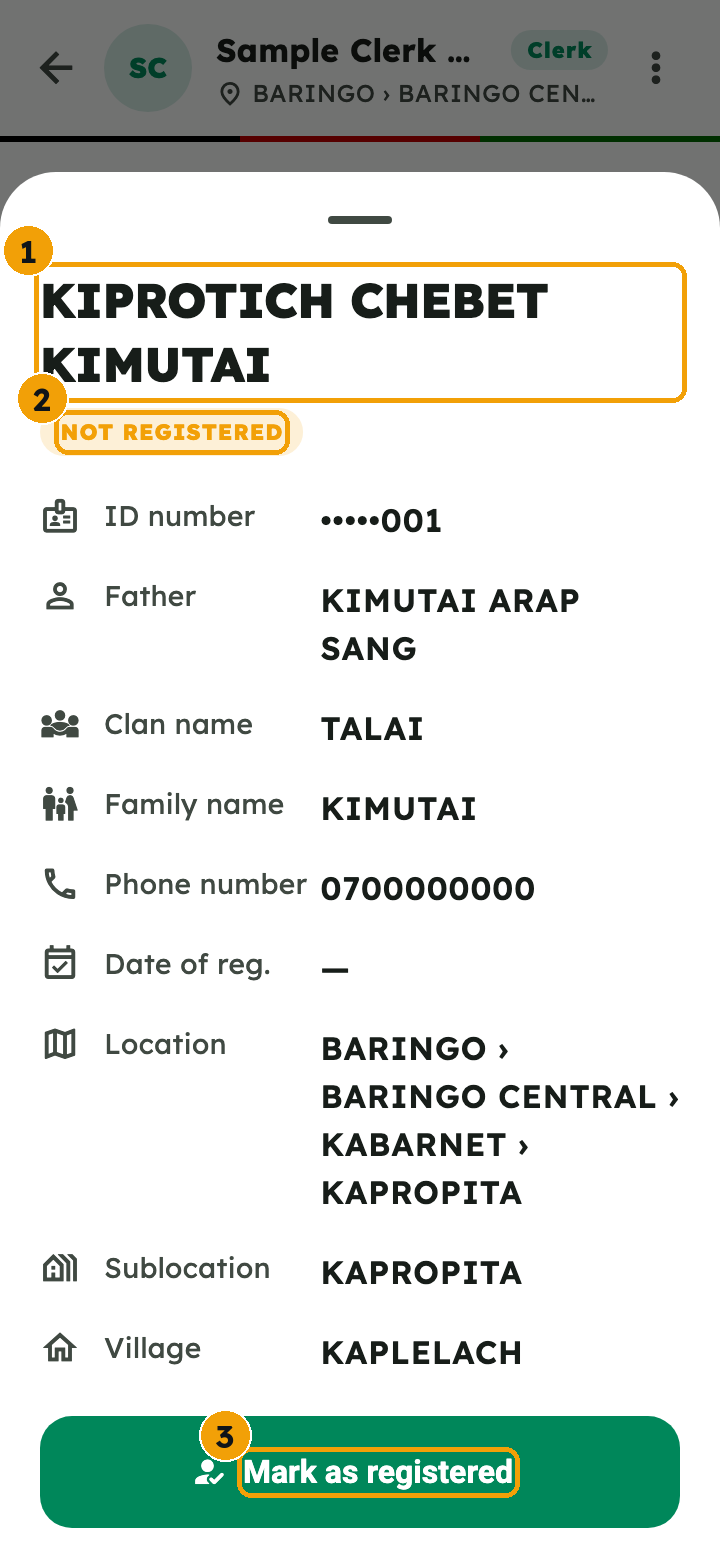 SC
Sample Clerk ...
Clerk
BARINGO › BARINGO CEN...
1
KIPROTICH CHEBET
KIMUTAI
2
NOT REGISTERED
ID number •••••001
Father KIMUTAI ARAP
SANG
Clan name TALAI
Family name KIMUTAI
Phone number 0700000000
Date of reg. —
Location BARINGO ›
BARINGO CENTRAL ›
KABARNET ›
KAPROPITA
Sublocation KAPROPITA
Village KAPLELACH
3
Mark as registered